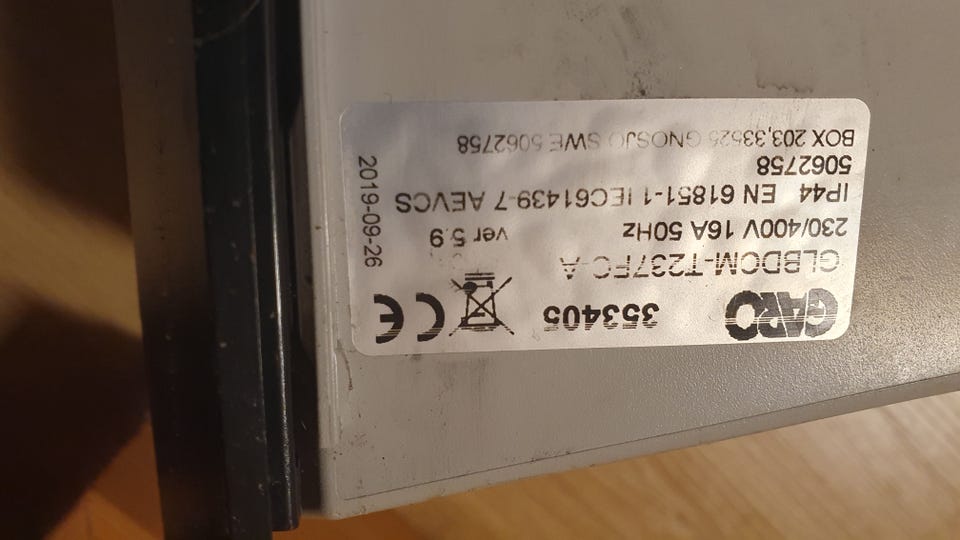 GARO 353405
GLBDCM-T237FC-A
230/400V 16A 50Hz ver 5.9
IP44 EN 61851-1 IEC61439-7 AEVCS
5062758
BOX 203,33525 GNOSJO SWE 5062758
2019-09-26
CE